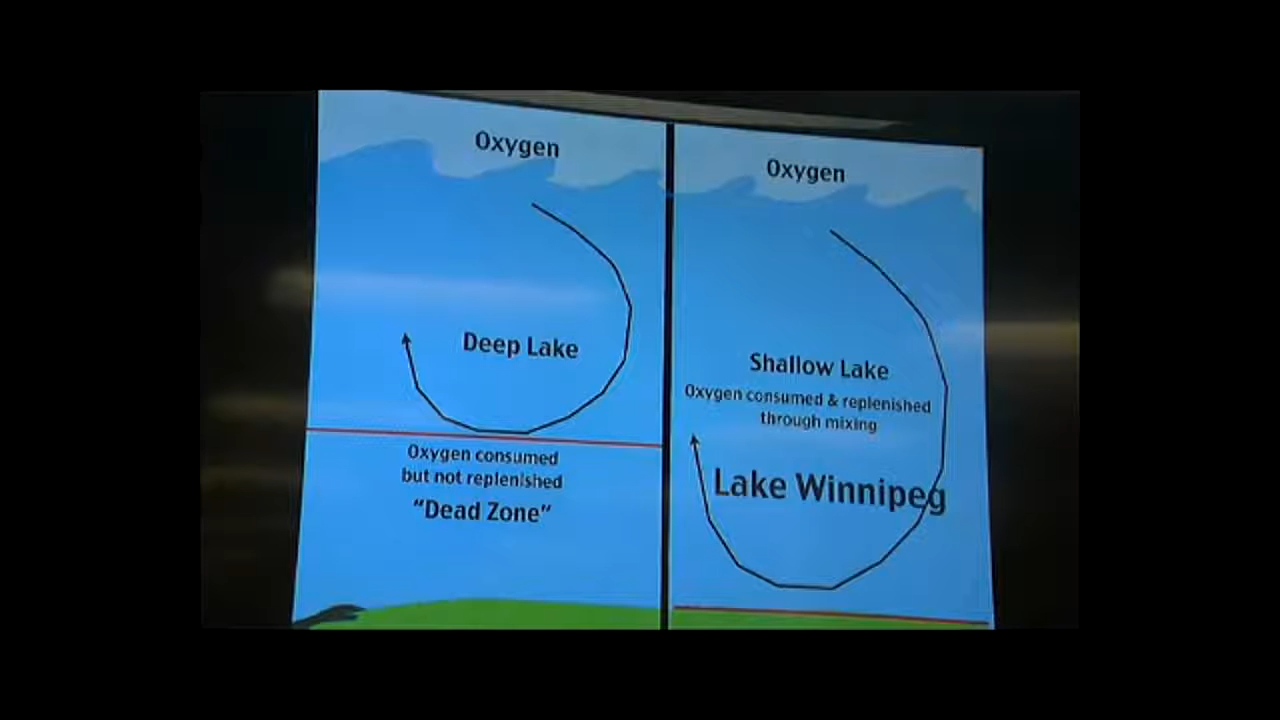 Oxygen
Deep Lake
Oxygen consumed
but not replenished
“Dead Zone”
Oxygen
Shallow Lake
Oxygen consumed & replenished
through mixing
Lake Winnipeg